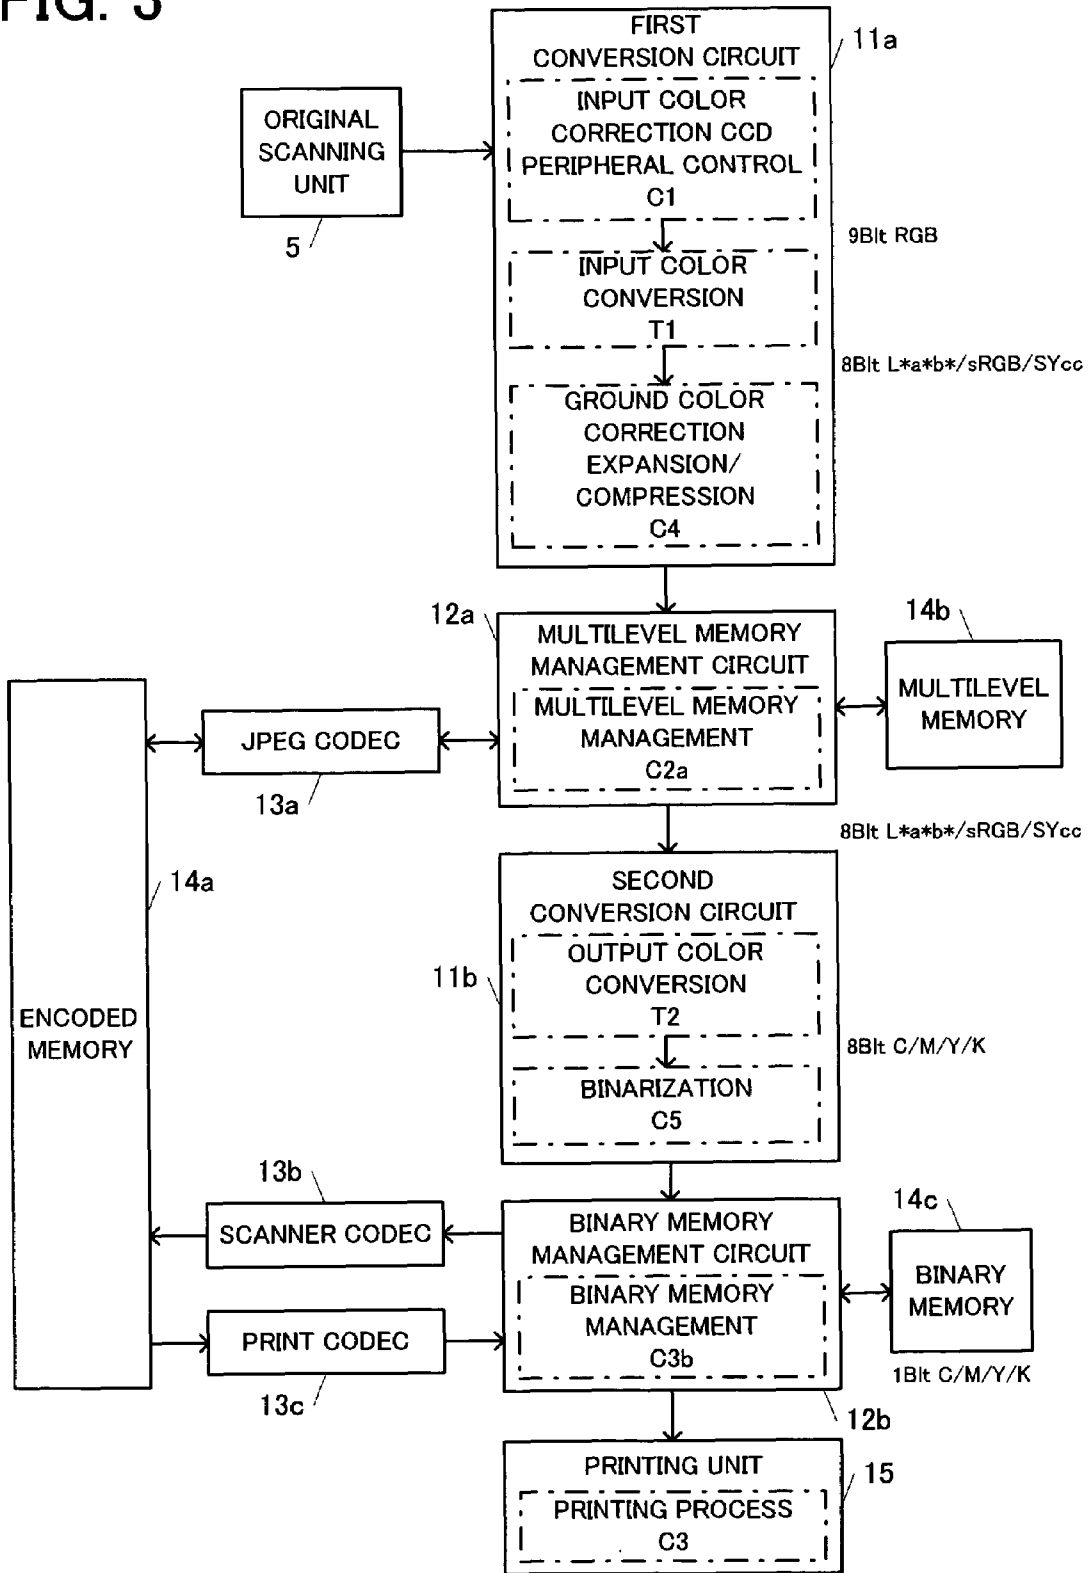 FIG. 3
FIRST
CONVERSION CIRCUIT
11a
INPUT COLOR
CORRECTION CCD
PERIPHERAL CONTROL
C1
ORIGINAL
SCANNING
UNIT
5
9BIt RGB
INPUT COLOR
CONVERSION
T1
8BIt L*a*b*/sRGB/SYcc
GROUND COLOR
CORRECTION
EXPANSION/
COMPRESSION
C4
12a
MULTILEVEL MEMORY
MANAGEMENT CIRCUIT
MULTILEVEL MEMORY
MANAGEMENT
C2a
14b
MULTILEVEL
MEMORY
JPEG CODEC
13a
8BIt L*a*b*/sRGB/SYcc
14a
ENCODED
MEMORY
SECOND
CONVERSION CIRCUIT
11b
OUTPUT COLOR
CONVERSION
T2
8BIt C/M/Y/K
BINARIZATION
C5
13b
SCANNER CODEC
BINARY MEMORY
MANAGEMENT CIRCUIT
BINARY MEMORY
MANAGEMENT
C3b
14c
BINARY
MEMORY
1BIt C/M/Y/K
PRINT CODEC
13c
12b
PRINTING UNIT
15
PRINTING PROCESS
C3